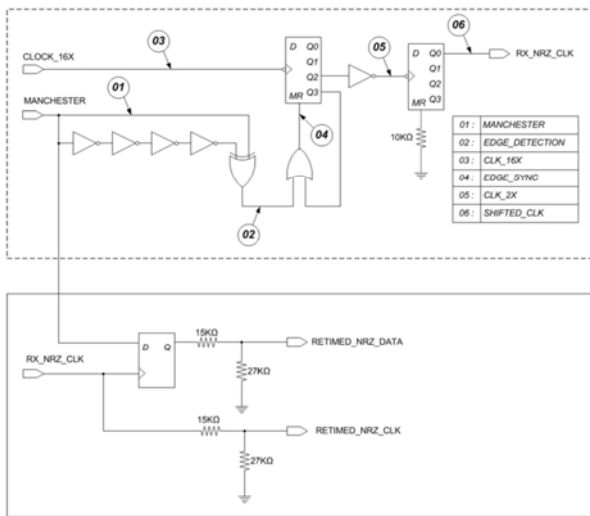 03
06
CLOCK_16X
D Q0
Q1
Q2
Q3
MR
05
D Q0
Q1
Q2
Q3
MR
RX_NRZ_CLK
MANCHESTER
01
04
10KΩ
02
01 : MANCHESTER
02 : EDGE_DETECTION
03 : CLK_16X
04 : EDGE_SYNC
05 : CLK_2X
06 : SHIFTED_CLK
D Q
15KΩ
RETIMED_NRZ_DATA
RX_NRZ_CLK
27KΩ
15KΩ
RETIMED_NRZ_CLK
27KΩ